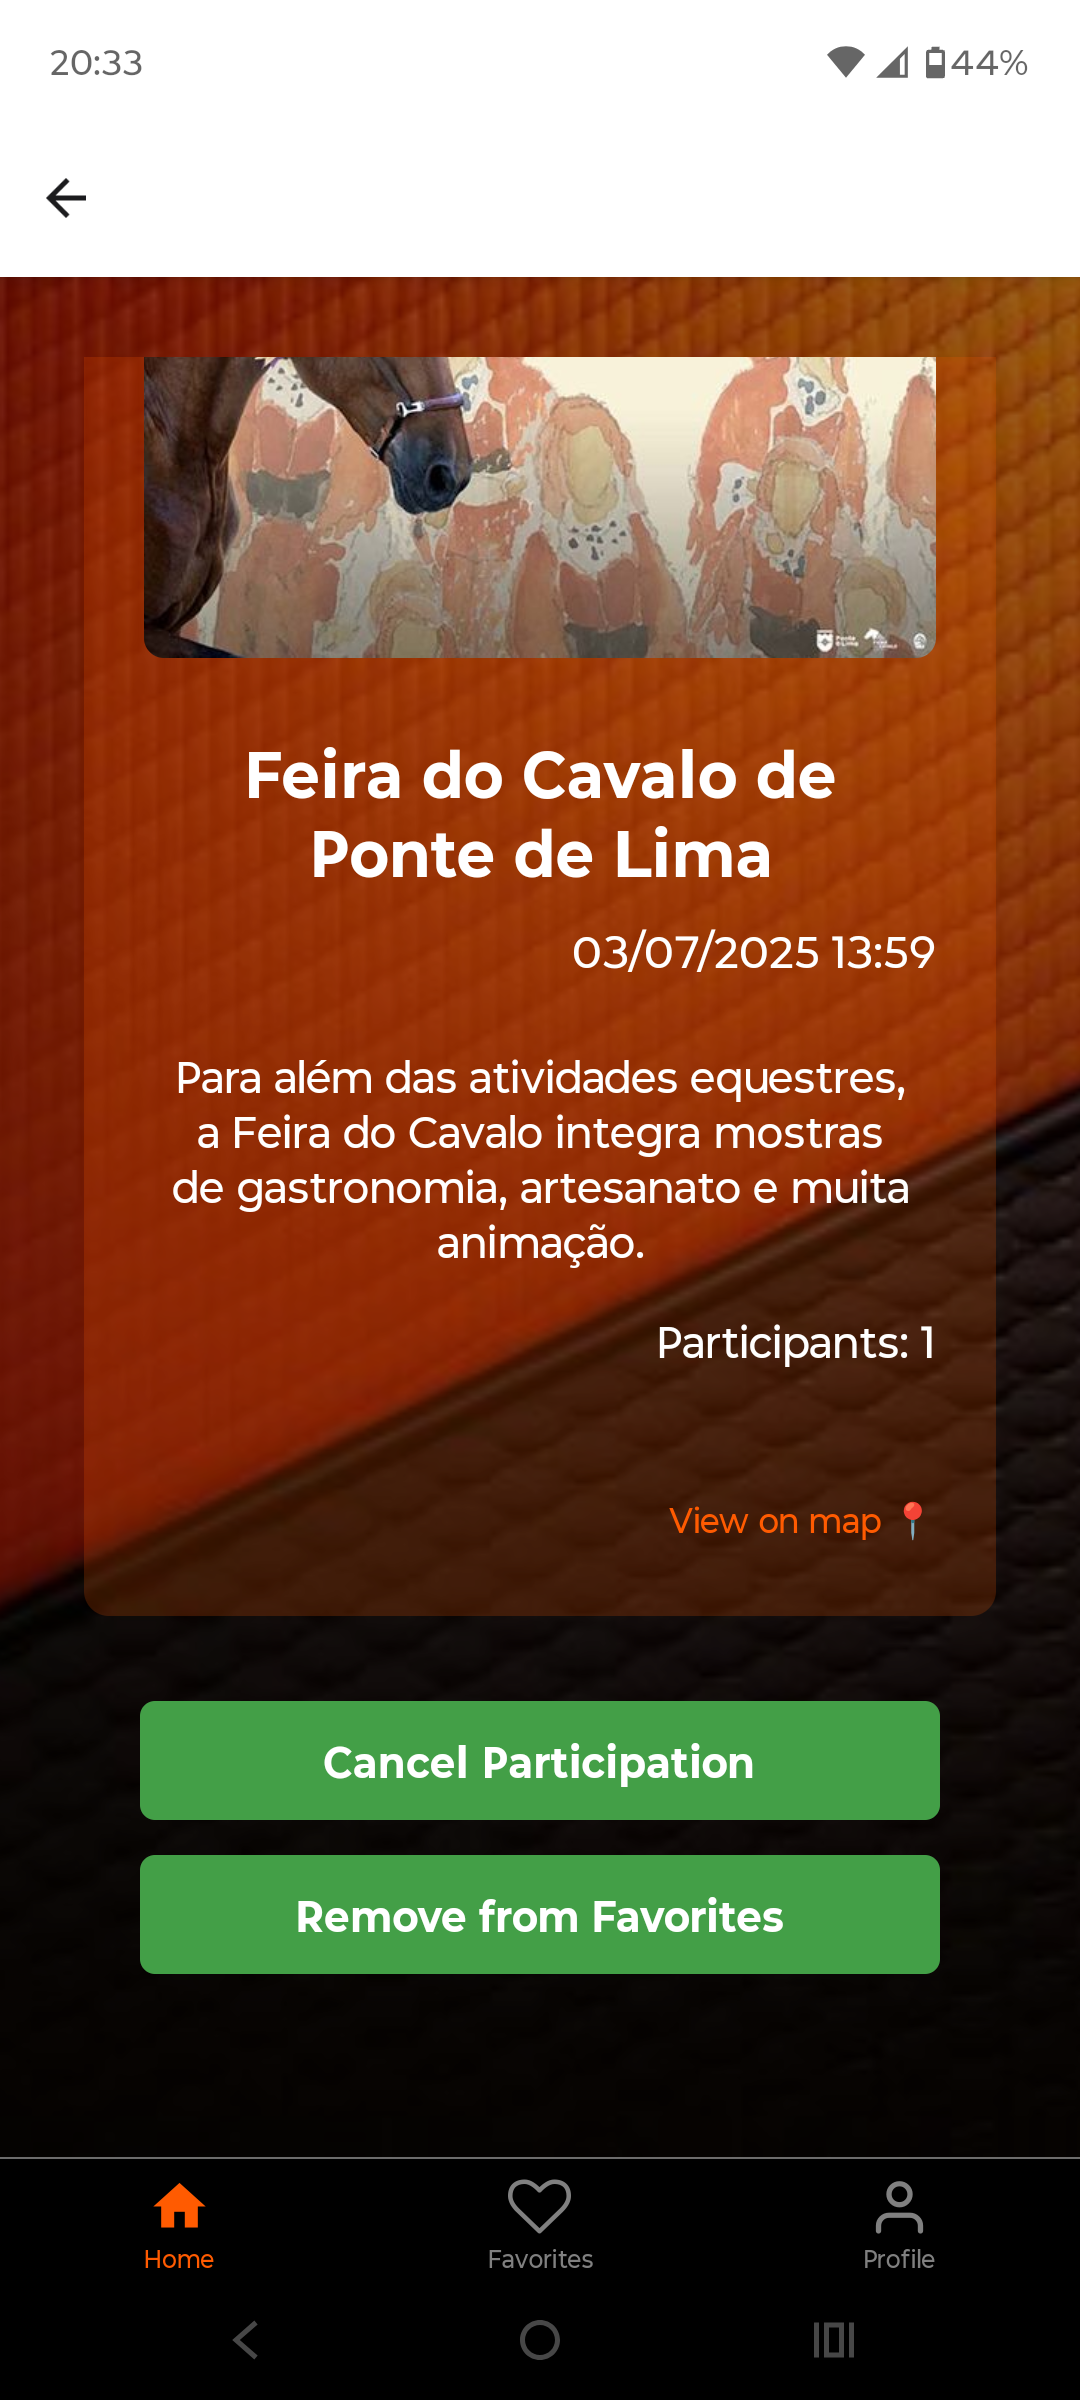 20:33
44%
Feira do Cavalo de
Ponte de Lima
03/07/2025 13:59
Para além das atividades equestres,
a Feira do Cavalo integra mostras
de gastronomia, artesanato e muita
animação.
Participants: 1
View on map 📍
Cancel Participation
Remove from Favorites
Home
Favorites
Profile